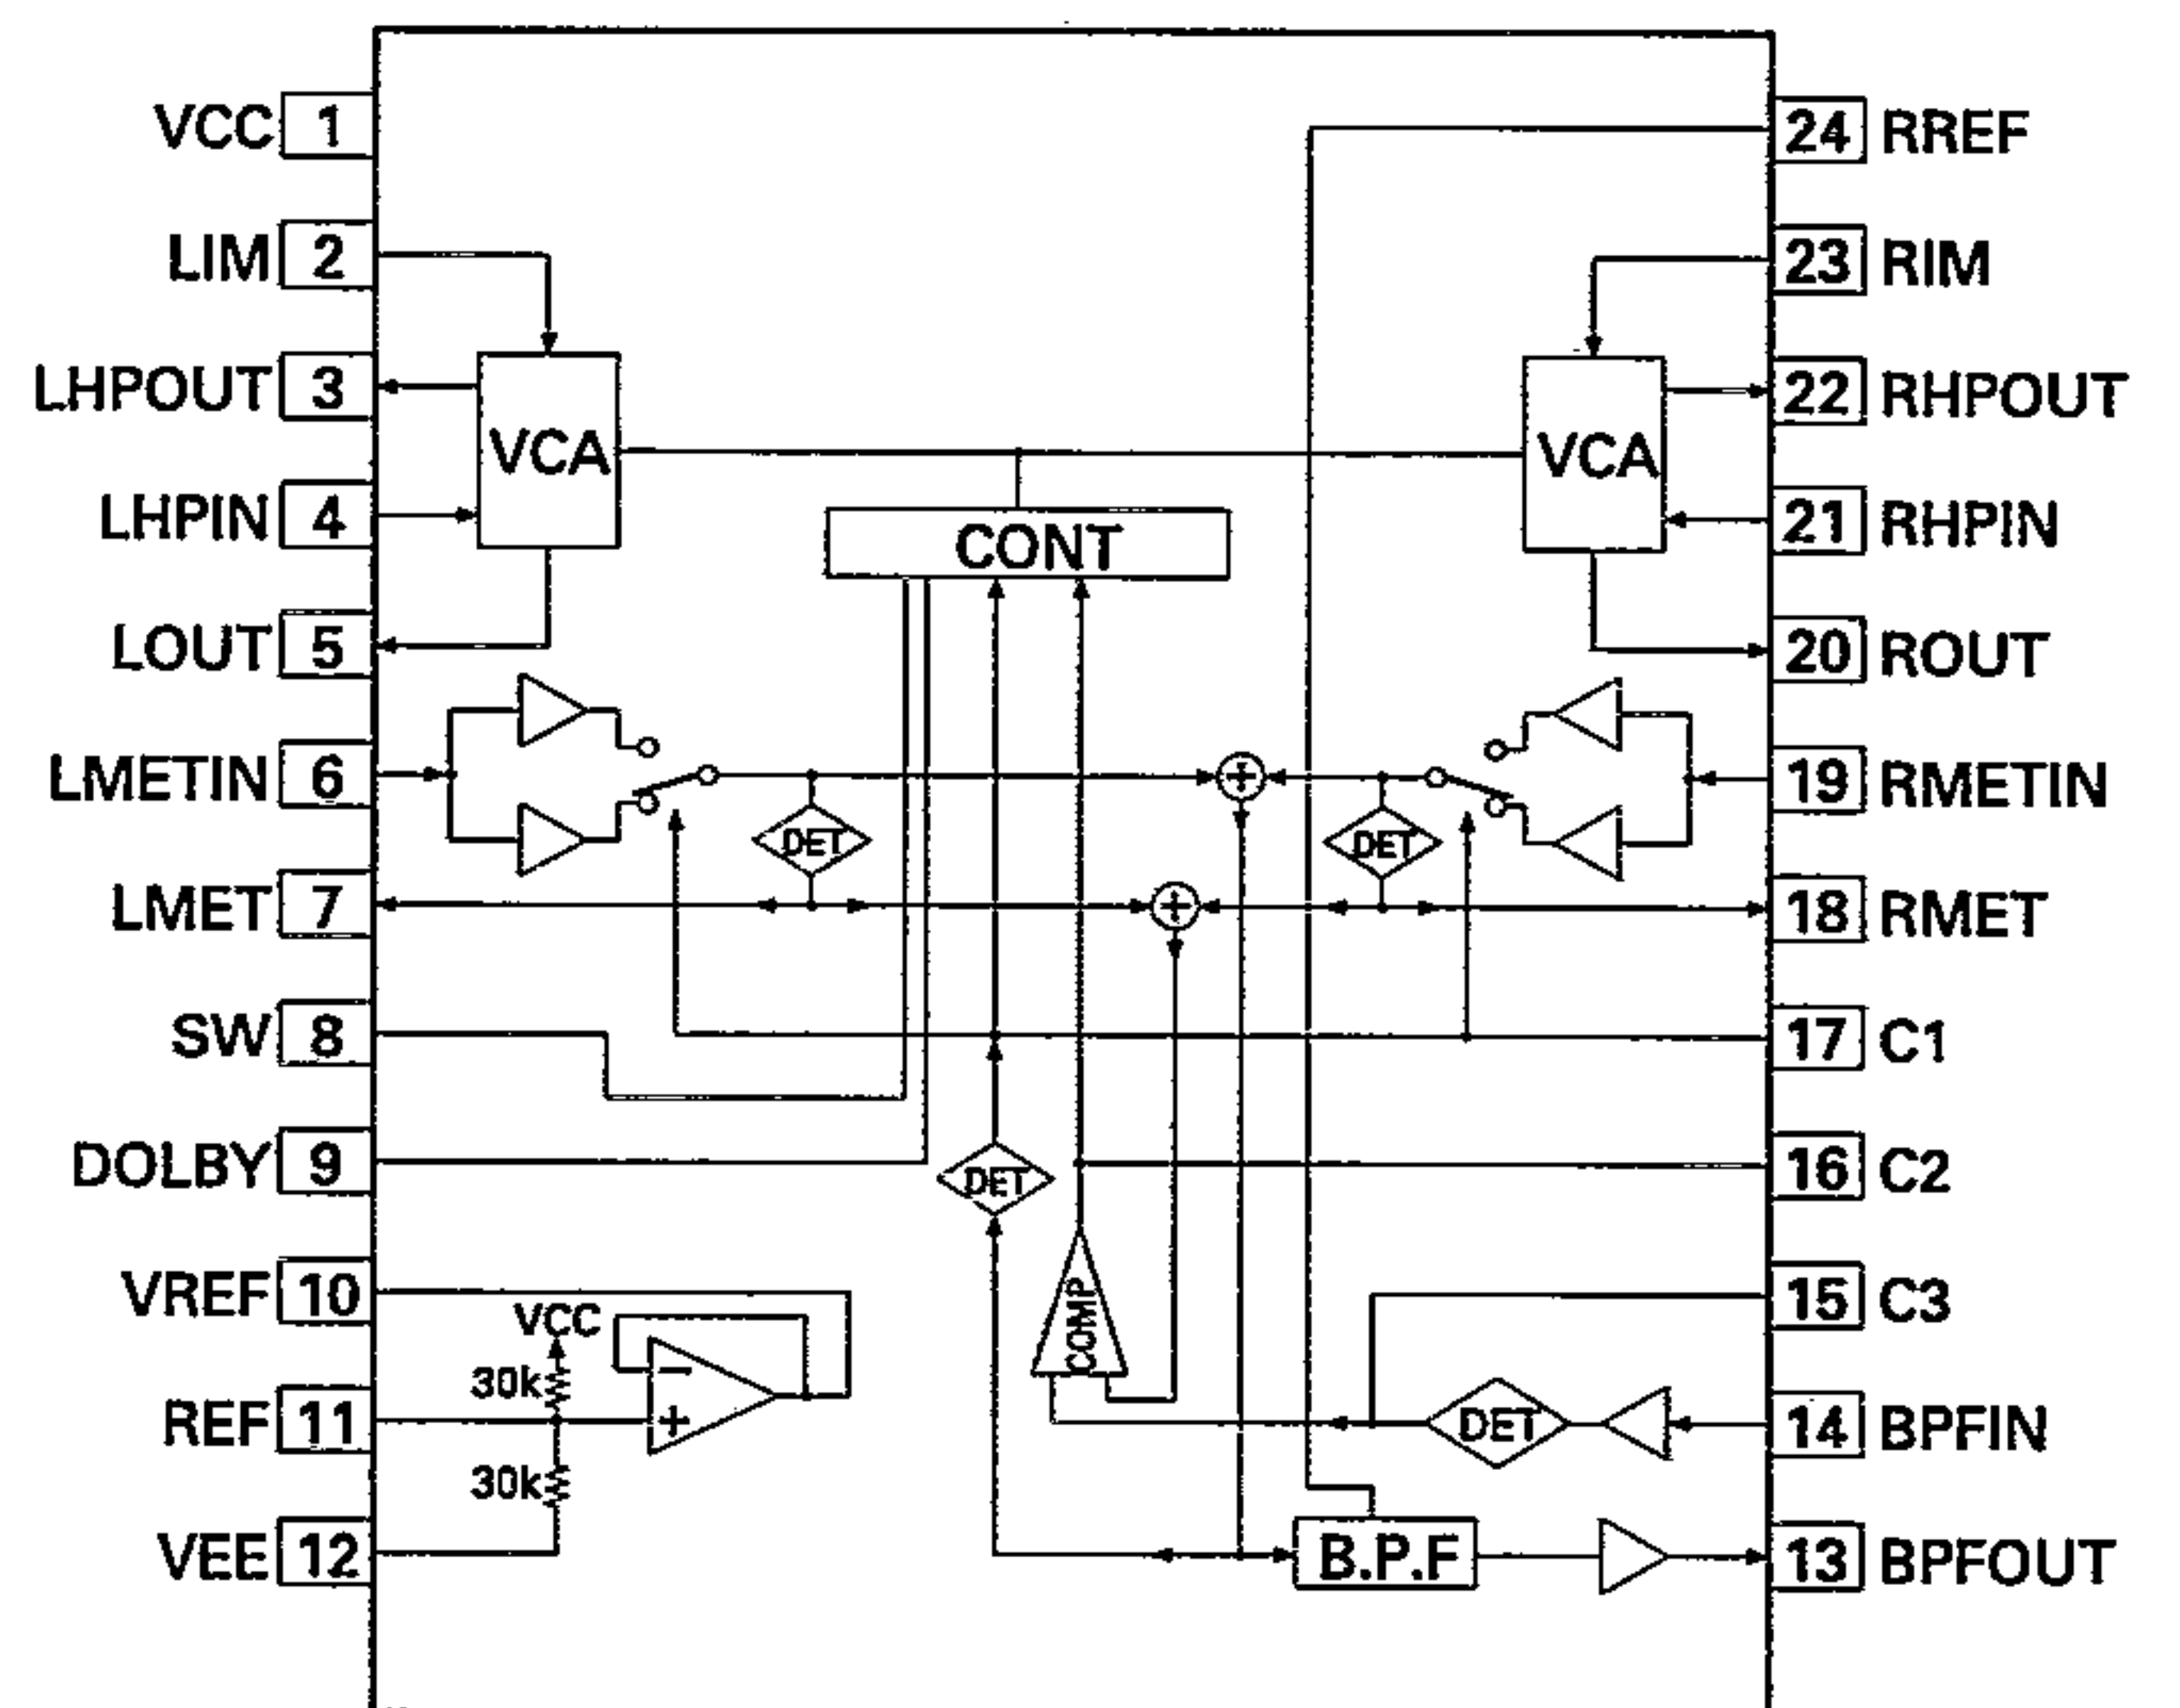 VCC 1
LIM 2
LHPOUT 3
LHPIN 4
LOUT 5
LMETIN 6
LMET 7
SW 8
DOLBY 9
VREF 10
REF 11
VEE 12
24 RREF
23 RIM
22 RHPOUT
21 RHPIN
20 ROUT
19 RMETIN
18 RMET
17 C1
16 C2
15 C3
14 BPFIN
13 BPFOUT
VCA
VCA
CONT
+
+
DET
DET
DET
COMP
DET
B.P.F
VCC
30k
30k
−
+